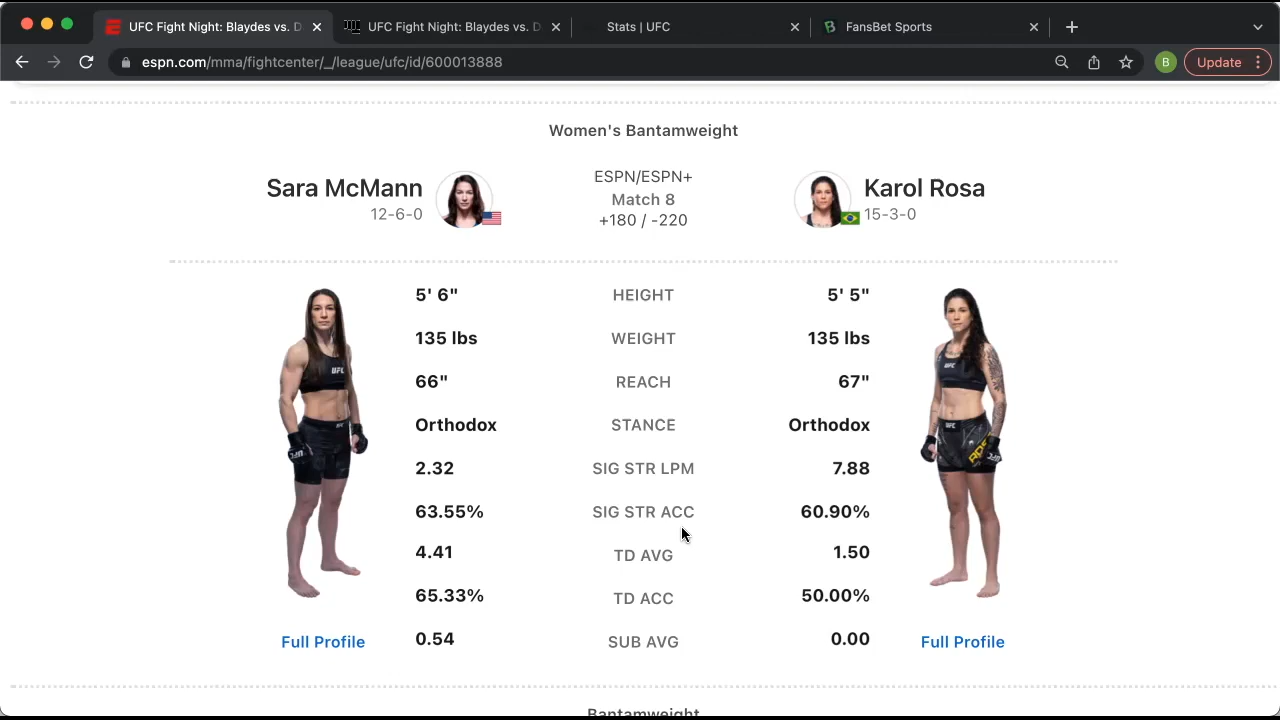 UFC Fight Night: Blaydes vs. D
UFC Fight Night: Blaydes vs. D
Stats | UFC
FansBet Sports
espn.com/mma/fightcenter/_/league/ufc/id/600013888
B
Update
Women's Bantamweight
Sara McMann
12-6-0
ESPN/ESPN+
Match 8
+180 / -220
Karol Rosa
15-3-0
5' 6" HEIGHT 5' 5"
135 lbs WEIGHT 135 lbs
66" REACH 67"
Orthodox STANCE Orthodox
2.32 SIG STR LPM 7.88
63.55% SIG STR ACC 60.90%
4.41 TD AVG 1.50
65.33% TD ACC 50.00%
0.54 SUB AVG 0.00
Full Profile
Full Profile
Bantamweight